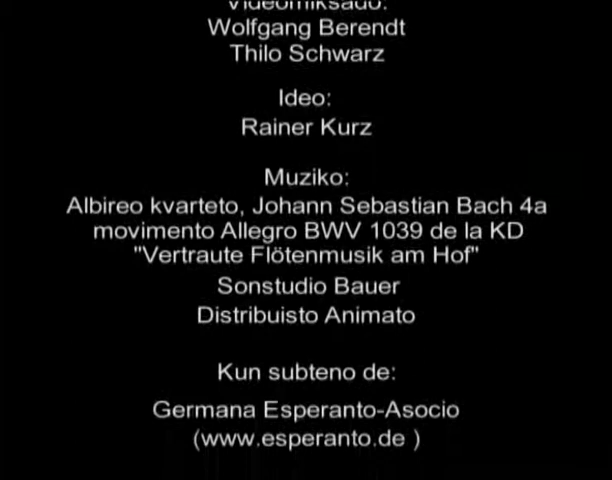 Videomiksado:
Wolfgang Berendt
Thilo Schwarz
Ideo:
Rainer Kurz
Muziko:
Albireo kvarteto, Johann Sebastian Bach 4a
movimento Allegro BWV 1039 de la KD
"Vertraute Flötenmusik am Hof"
Sonstudio Bauer
Distribuisto Animato
Kun subteno de:
Germana Esperanto-Asocio
(www.esperanto.de )